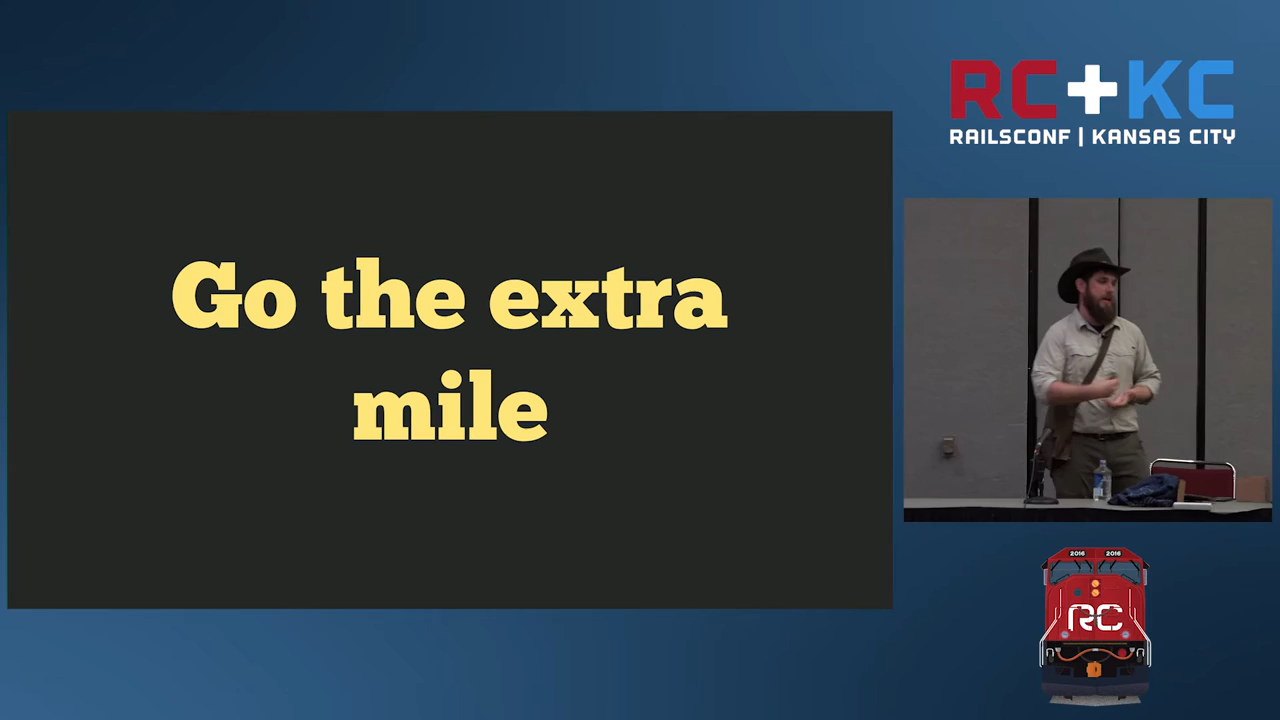 RC+KC
RAILSCONF | KANSAS CITY
Go the extra
mile
2016 2016
RC